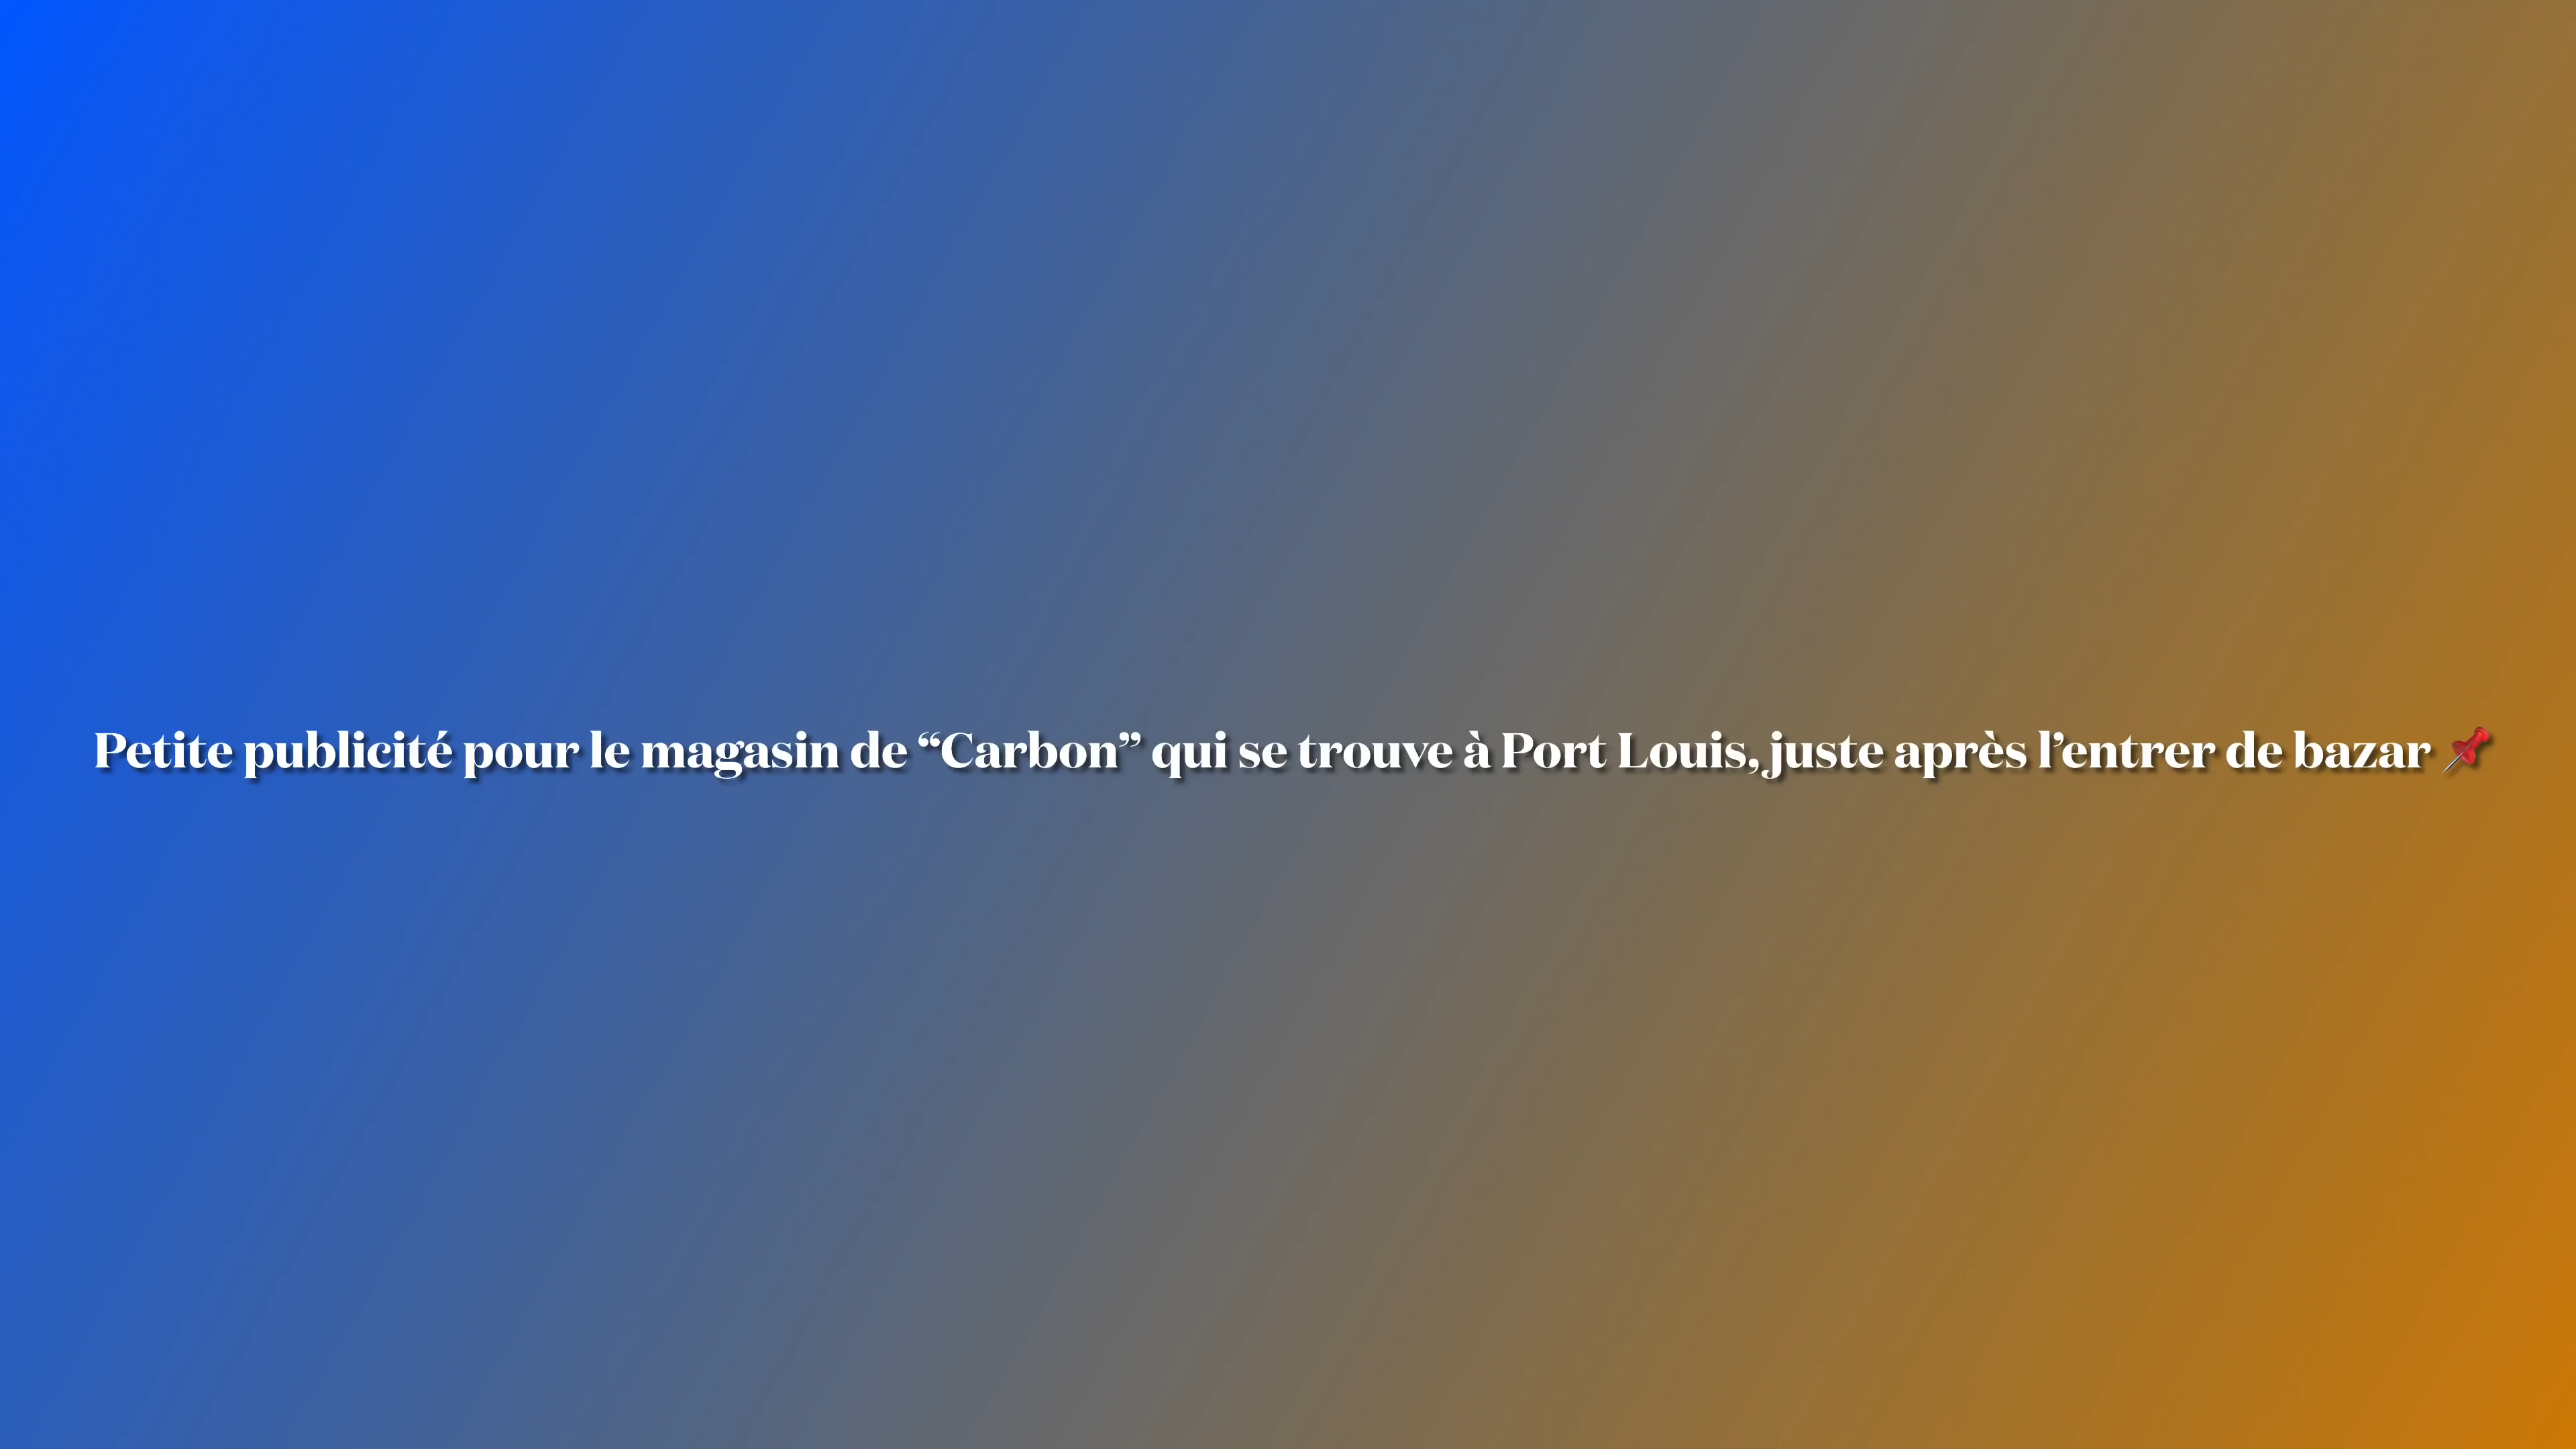 Petite publicité pour le magasin de “Carbon” qui se trouve à Port Louis, juste après l’entrer de bazar 📌